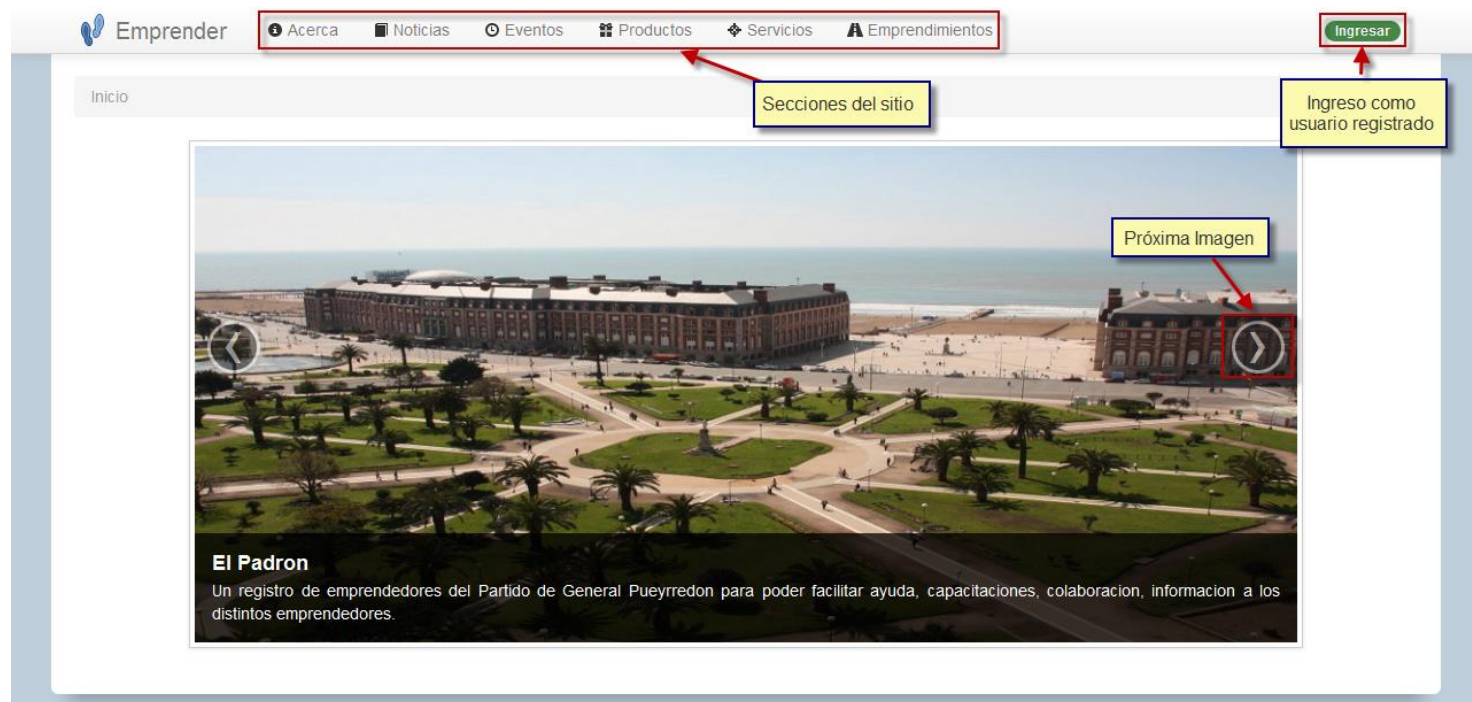 Emprender
Acerca
Noticias
Eventos
Productos
Servicios
Emprendimientos
Ingresar
Secciones del sitio
Ingreso como
usuario registrado
Inicio
Próxima Imagen
El Padron
Un registro de emprendedores del Partido de General Pueyrredon para poder facilitar ayuda, capacitaciones, colaboracion, informacion a los
distintos emprendedores.